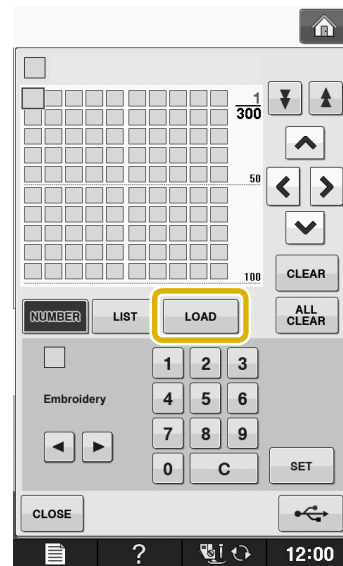 1
300
50
100
CLEAR
NUMBER LIST LOAD
ALL
CLEAR
1 2 3
Embroidery
4 5 6
7 8 9
0 C
SET
CLOSE
? 12:00